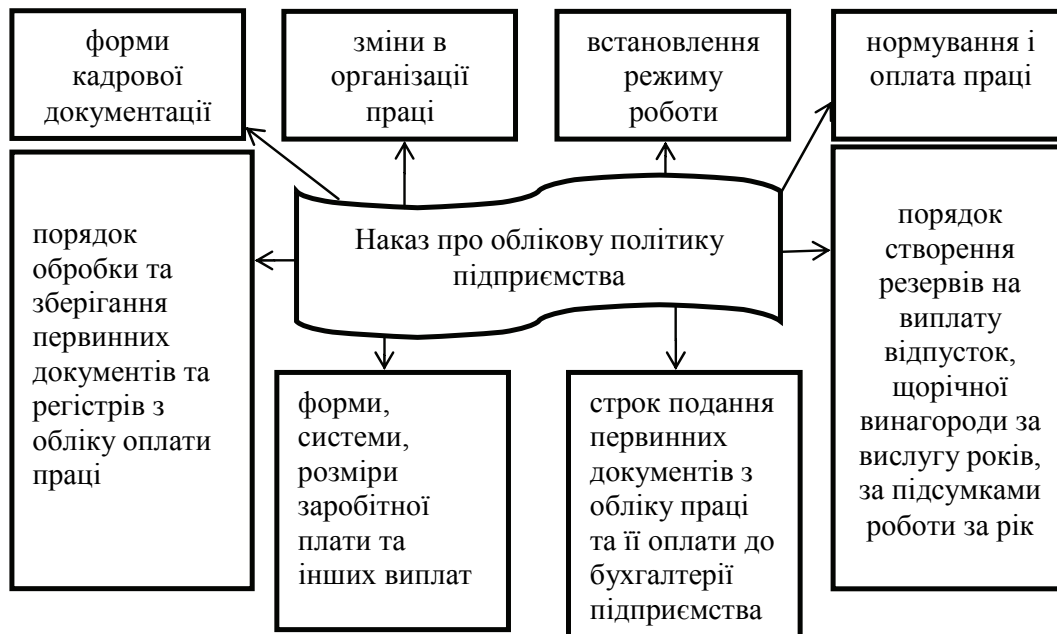 форми
кадрової
документації
зміни в
організації
праці
встановлення
режиму
роботи
нормування і
оплата праці
Наказ про облікову політику
підприємства
порядок
обробки та
зберігання
первинних
документів та
регістрів з
обліку оплати
праці
форми,
системи,
розміри
заробітної
плати та
інших виплат
строк подання
первинних
документів з
обліку праці
та її оплати до
бухгалтерії
підприємства
порядок
створення
резервів на
виплату
відпусток,
щорічної
винагороди за
вислугу років,
за підсумками
роботи за рік